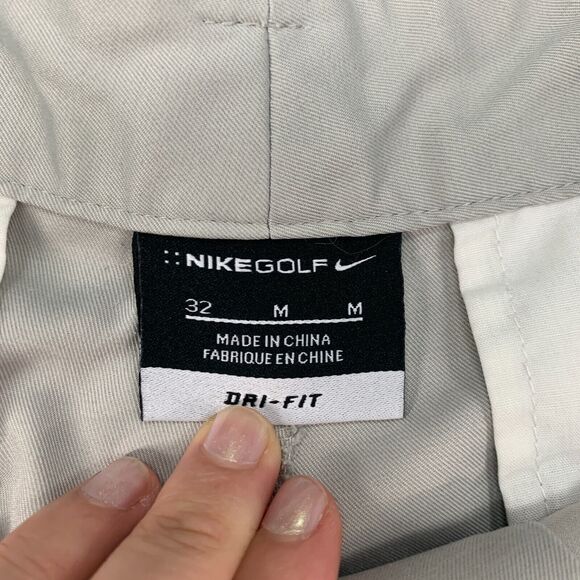 NIKEGOLF
32 M M
MADE IN CHINA
FABRIQUE EN CHINE
DRI-FIT